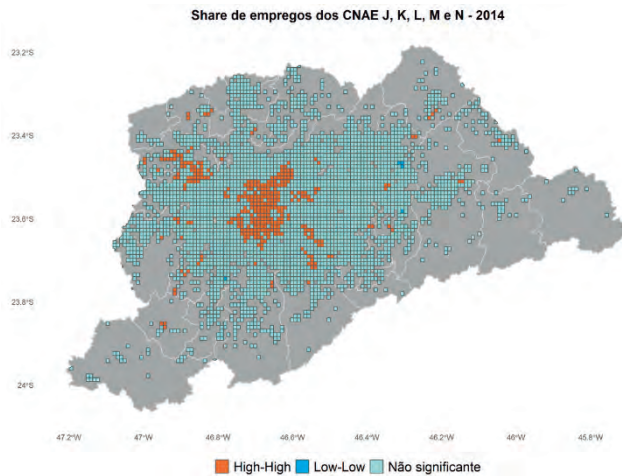 Share de empregos dos CNAE J, K, L, M e N - 2014
23.2°S
23.4°S
23.6°S
23.8°S
24°S
47.2°W
47°W
46.8°W
46.6°W
46.4°W
46.2°W
46°W
45.8°W
High-High
Low-Low
Não significante